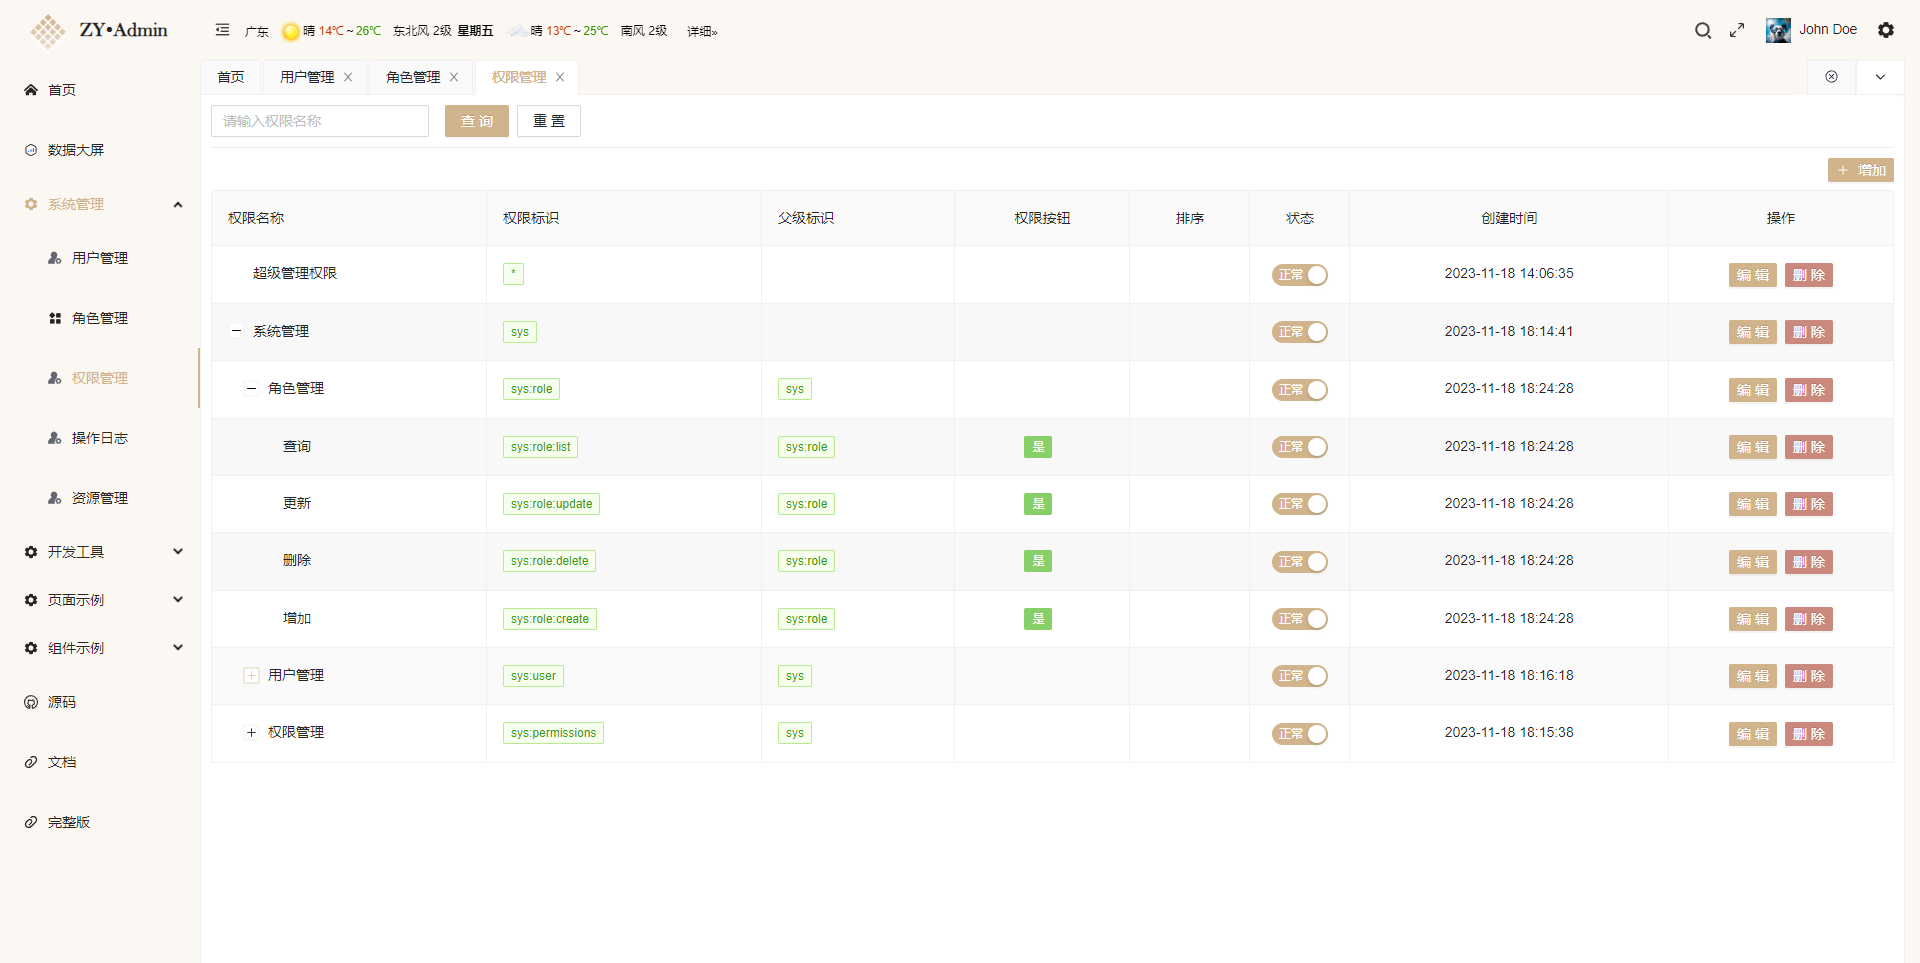 ZY•Admin
广东 晴 14℃ ~ 26℃ 东北风 2级 星期五 晴 13℃ ~ 25℃ 南风 2级 详细»
John Doe
首页
数据大屏
系统管理
用户管理
角色管理
权限管理
操作日志
资源管理
开发工具
页面示例
组件示例
源码
文档
完整版
首页 用户管理 角色管理 权限管理
请输入权限名称 查 询 重 置
增加
权限名称 权限标识 父级标识 权限按钮 排序 状态 创建时间 操作
超级管理权限 * 正常 2023-11-18 14:06:35 编 辑 删 除
系统管理 sys 正常 2023-11-18 18:14:41 编 辑 删 除
角色管理 sys:role sys 正常 2023-11-18 18:24:28 编 辑 删 除
查询 sys:role:list sys:role 是 正常 2023-11-18 18:24:28 编 辑 删 除
更新 sys:role:update sys:role 是 正常 2023-11-18 18:24:28 编 辑 删 除
删除 sys:role:delete sys:role 是 正常 2023-11-18 18:24:28 编 辑 删 除
增加 sys:role:create sys:role 是 正常 2023-11-18 18:24:28 编 辑 删 除
用户管理 sys:user sys 正常 2023-11-18 18:16:18 编 辑 删 除
权限管理 sys:permissions sys 正常 2023-11-18 18:15:38 编 辑 删 除